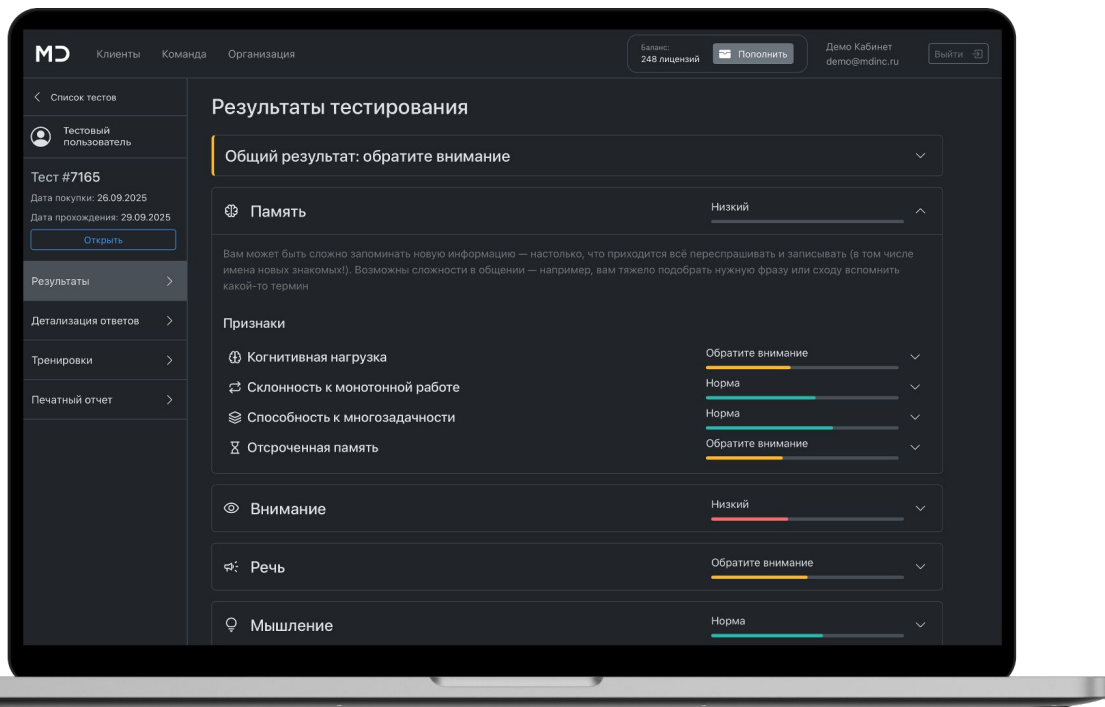 MD
Клиенты
Команда
Организация
Баланс:
248 лицензий
Пополнить
Демо Кабинет
demo@mdinc.ru
Выйти
Список тестов
Тестовый
пользователь
Тест #7165
Дата покупки: 26.09.2025
Дата прохождения: 29.09.2025
Открыть
Результаты
Детализация ответов
Тренировки
Печатный отчет
Результаты тестирования
Общий результат: обратите внимание
Память
Низкий
Вам может быть сложно запоминать новую информацию — настолько, что приходится всё переспрашивать и записывать (в том числе
имена новых знакомых!). Возможны сложности в общении — например, вам тяжело подобрать нужную фразу или сходу вспомнить
какой-то термин
Признаки
Когнитивная нагрузка
Обратите внимание
Склонность к монотонной работе
Норма
Способность к многозадачности
Норма
Отсроченная память
Обратите внимание
Внимание
Низкий
Речь
Обратите внимание
Мышление
Норма